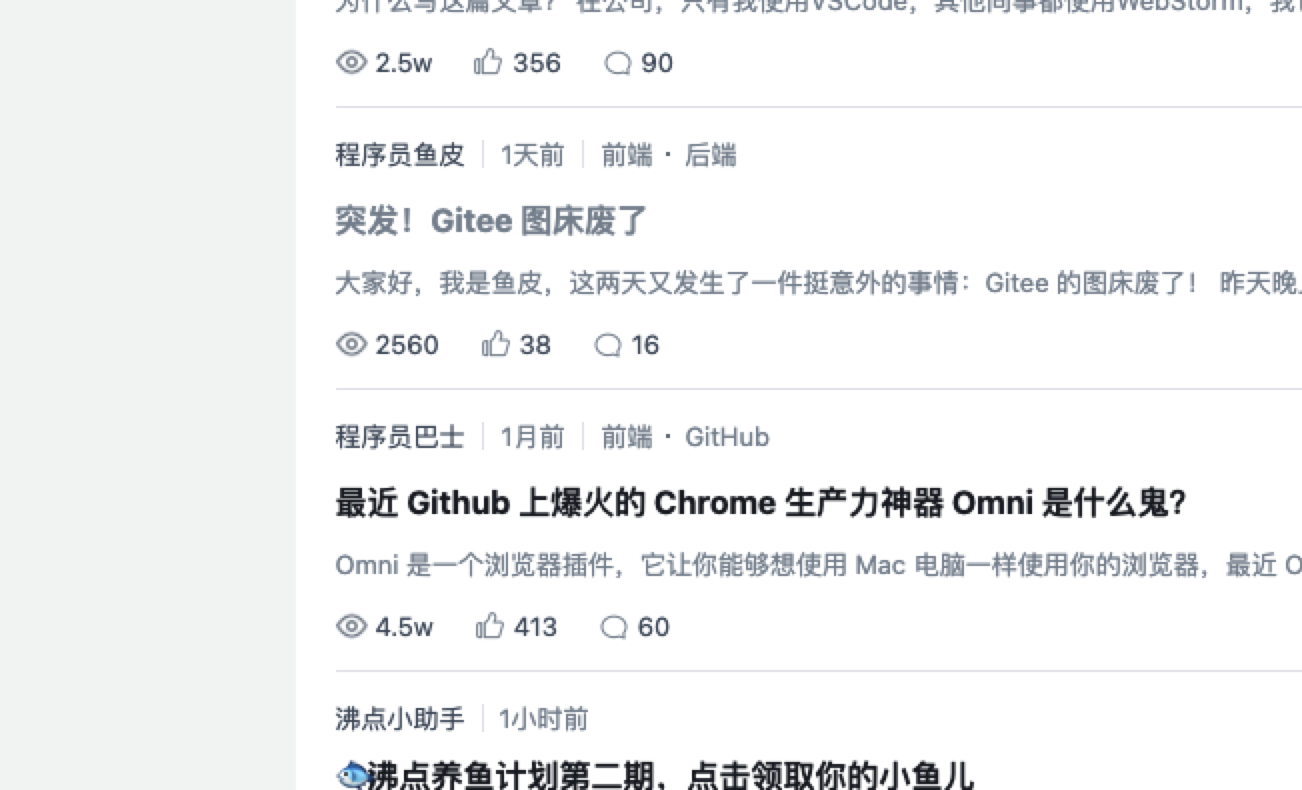 为什么写这篇文章？ 在公司，只有我使用VSCode，其他同事都使用WebStorm，我
2.5w 356 90
程序员鱼皮 1天前 前端 · 后端
突发！Gitee 图床废了
大家好，我是鱼皮，这两天又发生了一件挺意外的事情：Gitee 的图床废了！ 昨天晚
2560 38 16
程序员巴士 1月前 前端 · GitHub
最近 Github 上爆火的 Chrome 生产力神器 Omni 是什么鬼?
Omni 是一个浏览器插件，它让你能够想使用 Mac 电脑一样使用你的浏览器，最近 O
4.5w 413 60
沸点小助手 1小时前
🐟沸点养鱼计划第二期，点击领取你的小鱼儿